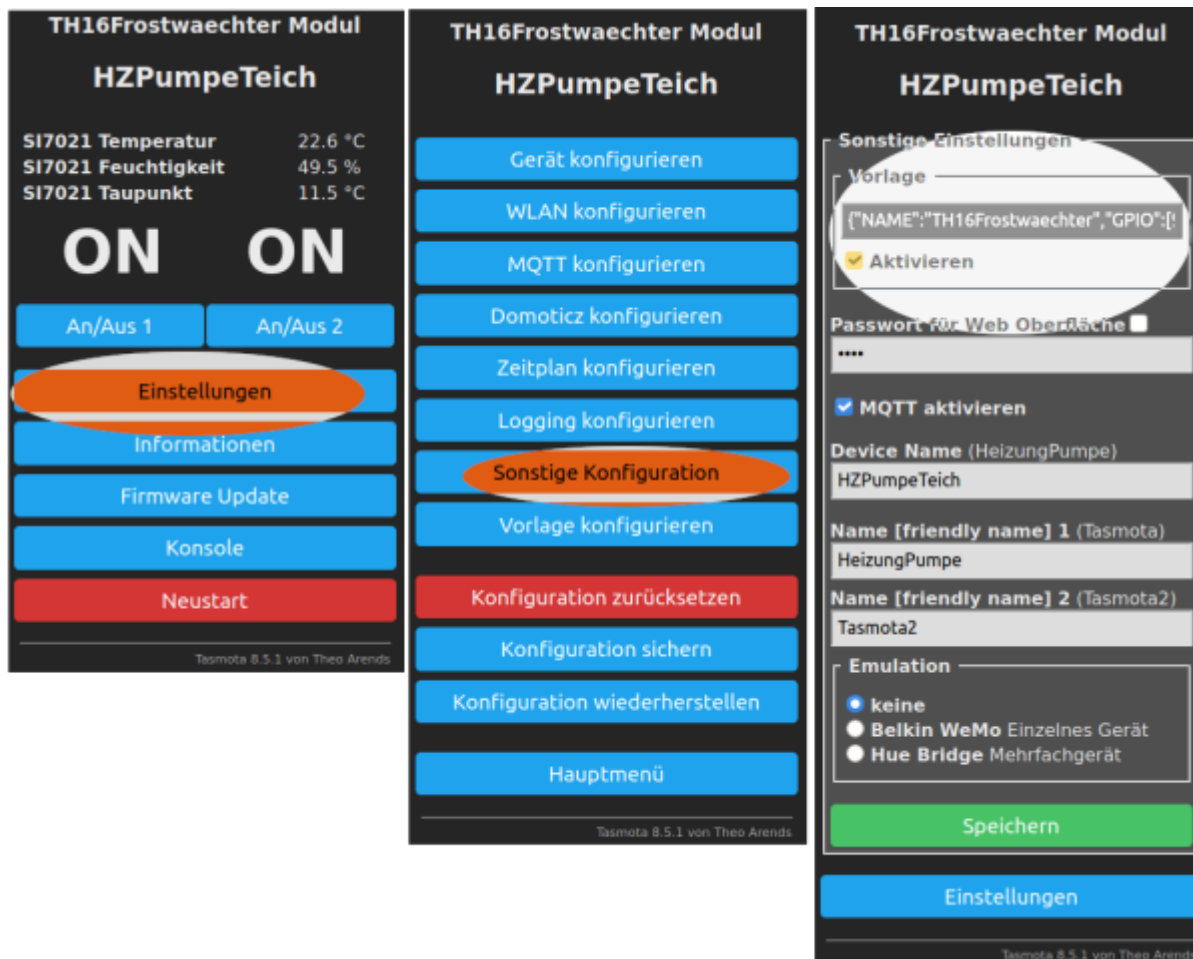 TH16Frostwaechter Modul
HZPumpeTeich
SI7021 Temperatur 22.6 °C
SI7021 Feuchtigkeit 49.5 %
SI7021 Taupunkt 11.5 °C
ON ON
An/Aus 1 An/Aus 2
Einstellungen
Informationen
Firmware Update
Konsole
Neustart
Tasmota 8.5.1 von Theo Arends
TH16Frostwaechter Modul
HZPumpeTeich
Gerät konfigurieren
WLAN konfigurieren
MQTT konfigurieren
Domoticz konfigurieren
Zeitplan konfigurieren
Logging konfigurieren
Sonstige Konfiguration
Vorlage konfigurieren
Konfiguration zurücksetzen
Konfiguration sichern
Konfiguration wiederherstellen
Hauptmenü
Tasmota 8.5.1 von Theo Arends
TH16Frostwaechter Modul
HZPumpeTeich
Sonstige Einstellungen
Vorlage
{"NAME":"TH16Frostwaechter","GPIO":[
Aktivieren
Passwort für Web Oberfläche
••••
MQTT aktivieren
Device Name (HeizungPumpe)
HZPumpeTeich
Name [friendly name] 1 (Tasmota)
HeizungPumpe
Name [friendly name] 2 (Tasmota2)
Tasmota2
Emulation
keine
Belkin WeMo Einzelnes Gerät
Hue Bridge Mehrfachgerät
Speichern
Einstellungen
Tasmota 8.5.1 von Theo Arends